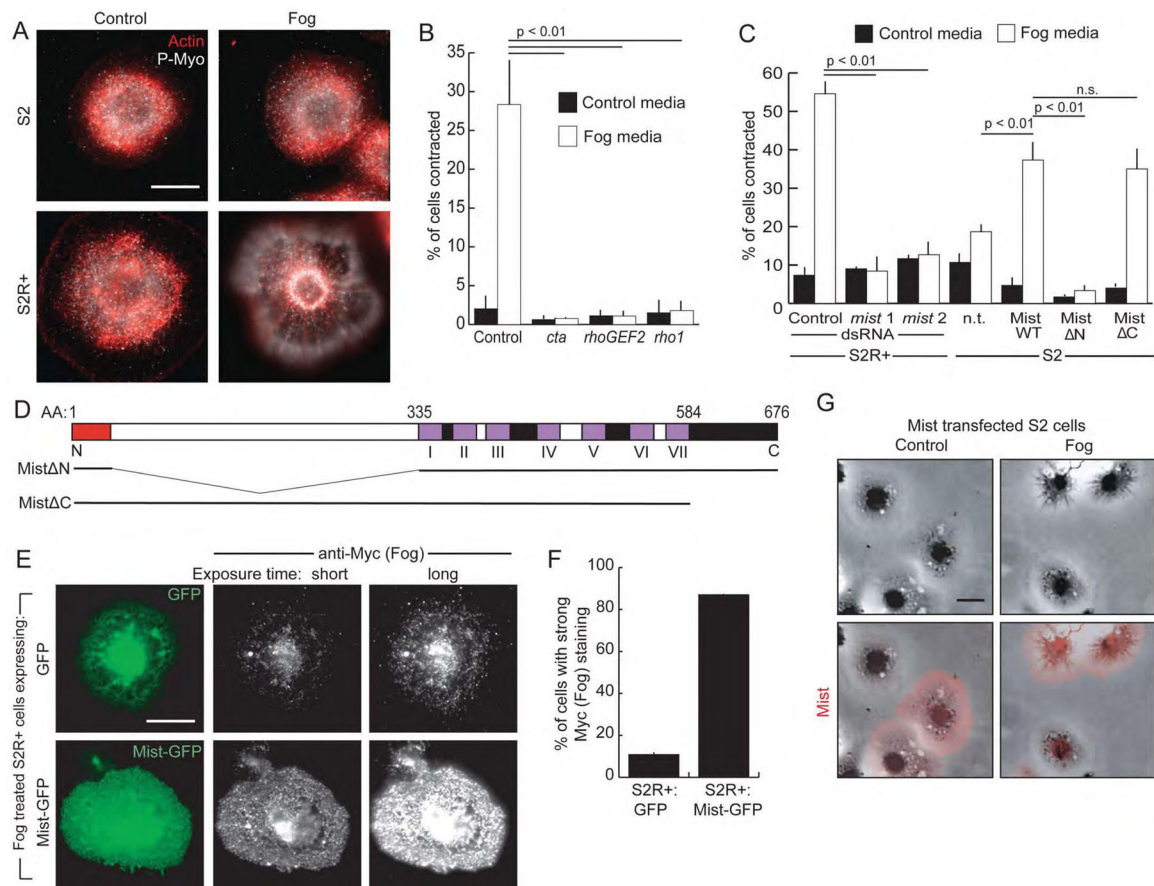 A
Control
Fog
Actin
P-Myo
S2
S2R+
B
p < 0.01
% of cells contracted
35
30
25
20
15
10
5
0
Control media
Fog media
Control cta rhoGEF2 rho1
C
Control media Fog media
% of cells contracted
60
50
40
30
20
10
0
p < 0.01
n.s.
p < 0.01
p < 0.01
Control mist 1 mist 2 n.t. Mist WT Mist ΔN Mist ΔC
dsRNA
S2R+ S2
D
AA: 1 335 584 676
N I II III IV V VI VII C
MistΔN
MistΔC
E
anti-Myc (Fog)
Exposure time: short long
Fog treated S2R+ cells expressing:
GFP
GFP
Mist-GFP
Mist-GFP
F
% of cells with strong
Myc (Fog) staining
100
80
60
40
20
0
S2R+: S2R+:
GFP Mist-GFP
G
Mist transfected S2 cells
Control Fog
Mist